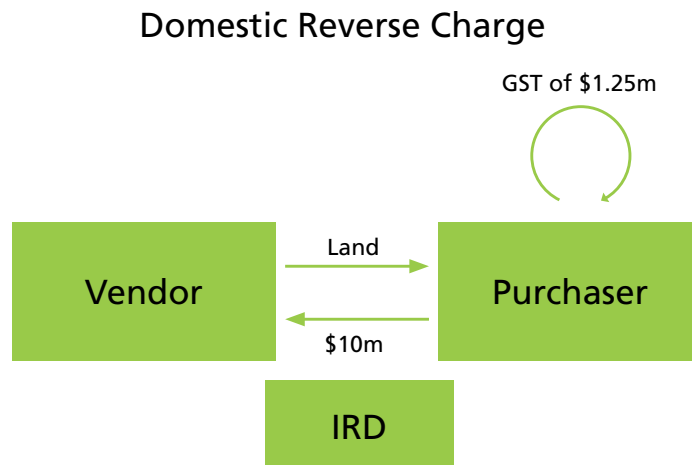 Domestic Reverse Charge
GST of $1.25m
Vendor
Land
$10m
Purchaser
IRD